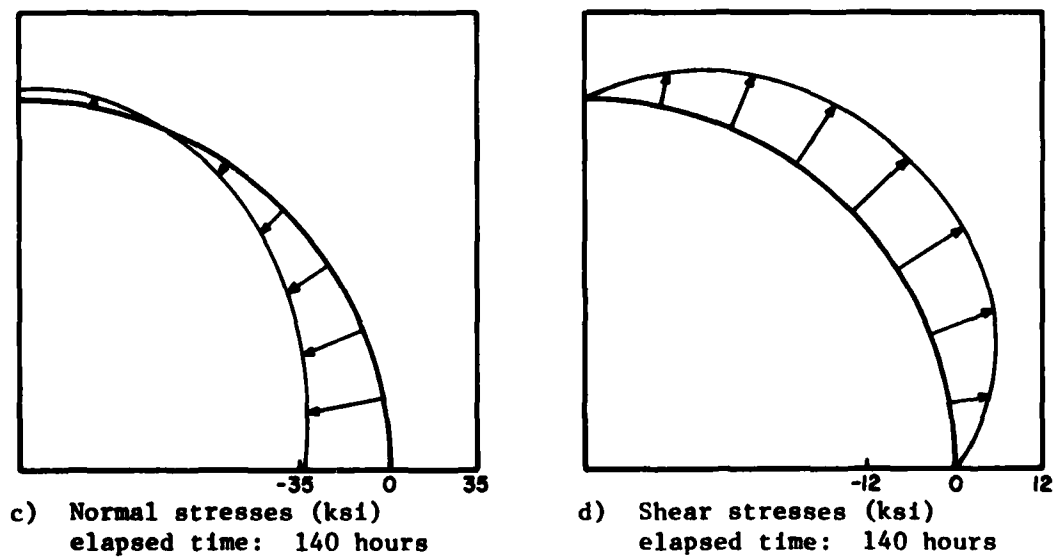 -35 0 35
c) Normal stresses (ksi)
elapsed time: 140 hours
-12 0 12
d) Shear stresses (ksi)
elapsed time: 140 hours